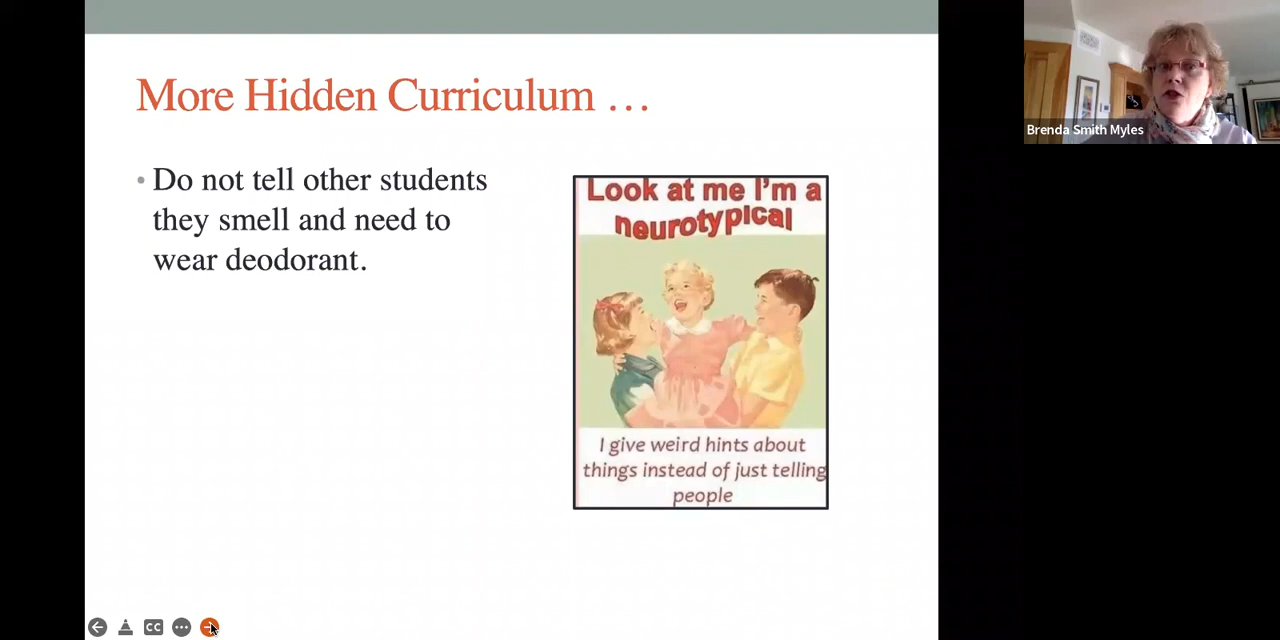 More Hidden Curriculum …
Do not tell other students
they smell and need to
wear deodorant.
Look at me I'm a
neurotypical
I give weird hints about
things instead of just telling
people
CC
Brenda Smith Myles